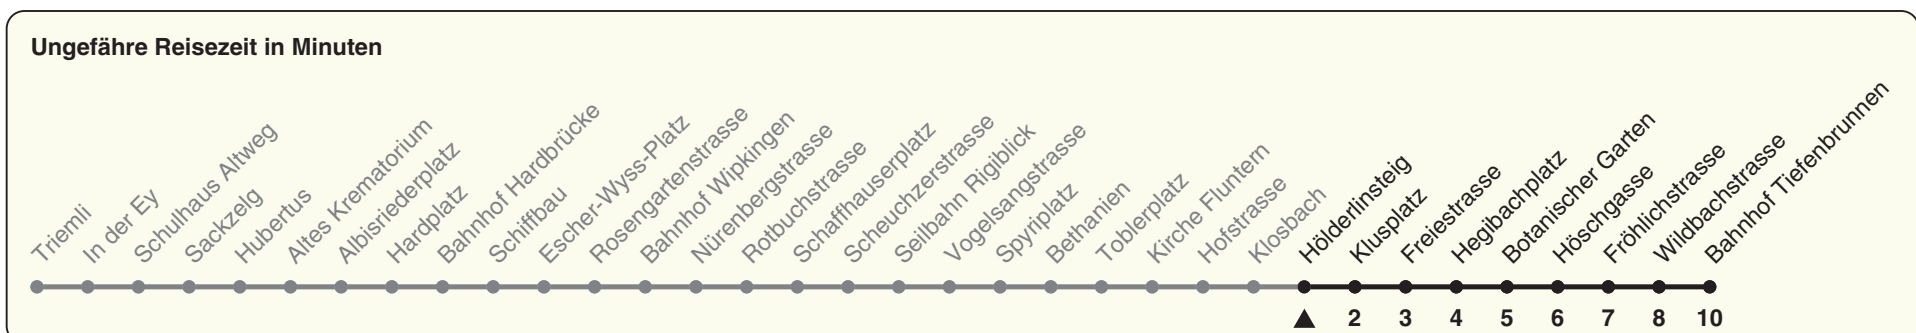 Ungefähre Reisezeit in Minuten
Triemli
In der Ey
Schulhaus Altweg
Sackzelg
Hubertus
Altes Krematorium
Albisriederplatz
Hardplatz
Bahnhof Hardbrücke
Schiffbau
Escher-Wyss-Platz
Rosengartenstrasse
Bahnhof Wipkingen
Nürenbergstrasse
Rotbuchstrasse
Schaffhauserplatz
Scheuchzerstrasse
Seilbahn Rigiblick
Vogelsangstrasse
Spyriplatz
Bethanien
Toblerplatz
Kirche Fluntern
Hofstrasse
Klosbach
Hölderlinsteig
Klusplatz
Freiestrasse
Hegibachplatz
Botanischer Garten
Höschgasse
Fröhlichstrasse
Wildbachstrasse
Bahnhof Tiefenbrunnen
2 3 4 5 6 7 8 10